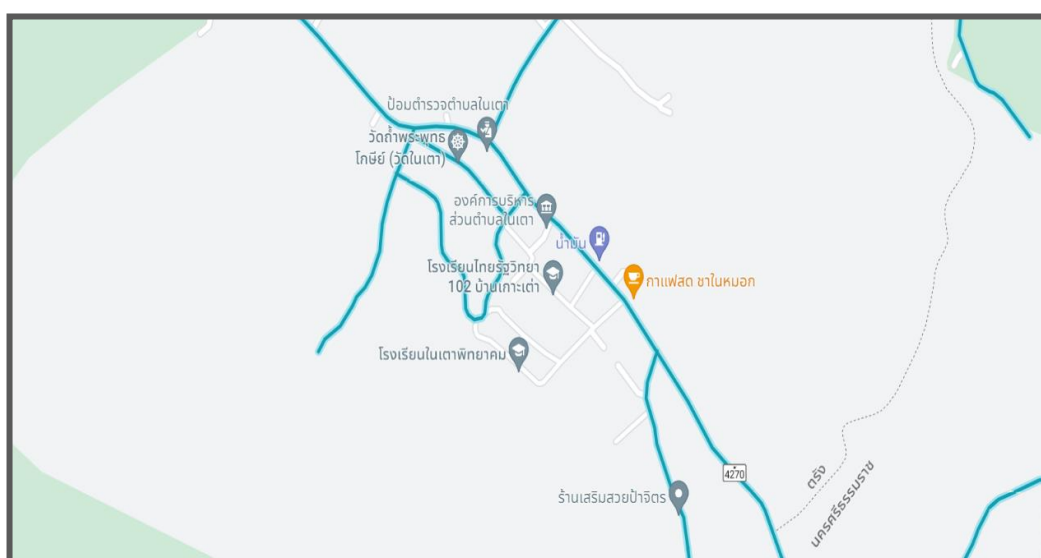 ป้อมตำรวจตำบลในเตา
วัดถ้ำพระพุทธ
โกษีย์ (วัดในเตา)
องค์การบริหาร
ส่วนตำบลในเตา
น้ำมัน
โรงเรียนไทยรัฐวิทยา
102 บ้านเกาะเต่า
กาแฟสด ชาในหมอก
โรงเรียนในเตาพิทยาคม
4270
ตรัง
นครศรีธรรมราช
ร้านเสริมสวยป้าจิตร